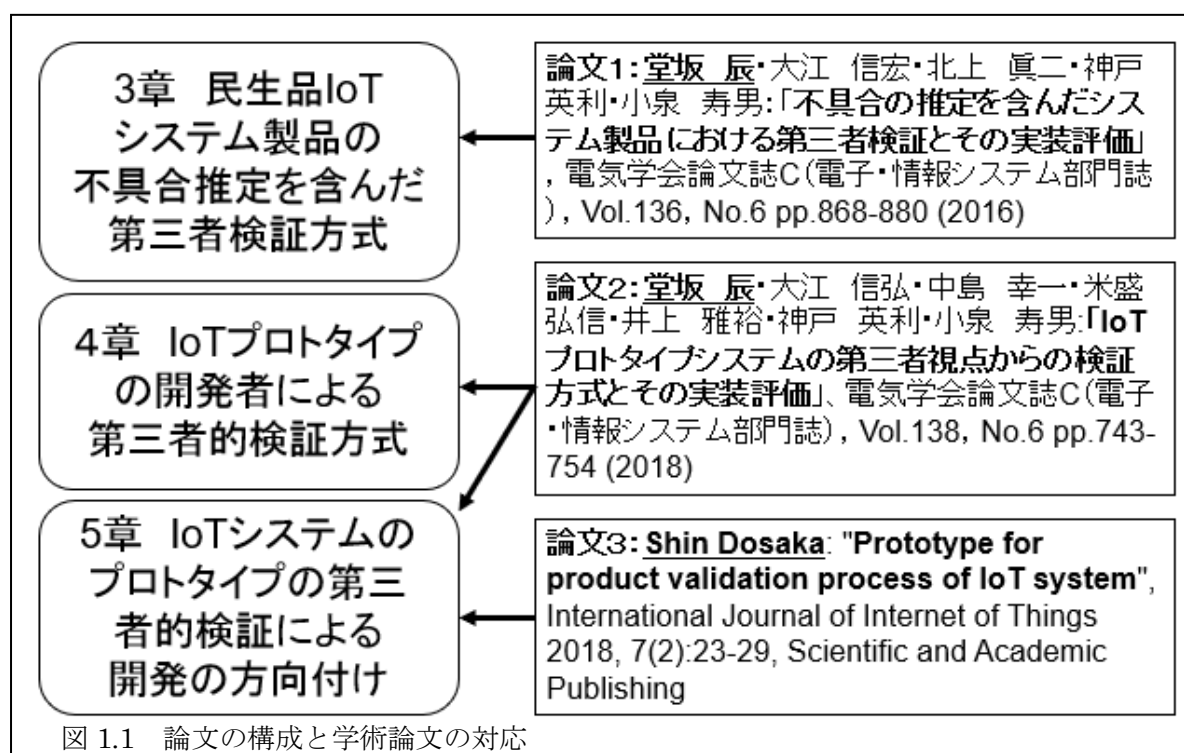 3章 民生品IoT
システム製品の
不具合推定を含んだ
第三者検証方式
論文1:堂坂 辰・大江 信宏・北上 眞二・神戸
英利・小泉 寿男:「不具合の推定を含んだシス
テム製品における第三者検証とその実装評価」
, 電気学会論文誌C(電子・情報システム部門誌
), Vol.136, No.6 pp.868-880 (2016)
4章 IoTプロトタイプ
の開発者による
第三者的検証方式
論文2:堂坂 辰・大江 信弘・中島 幸一・米盛
弘信・井上 雅裕・神戸 英利・小泉 寿男:「IoT
プロトタイプシステムの第三者視点からの検証
方式とその実装評価」、電気学会論文誌C(電子
・情報システム部門誌), Vol.138, No.6 pp.743-
754 (2018)
5章 IoTシステムの
プロトタイプの第三
者的検証による
開発の方向付け
論文3: Shin Dosaka: "Prototype for
product validation process of IoT system",
International Journal of Internet of Things
2018, 7(2):23-29, Scientific and Academic
Publishing
図 1.1 論文の構成と学術論文の対応